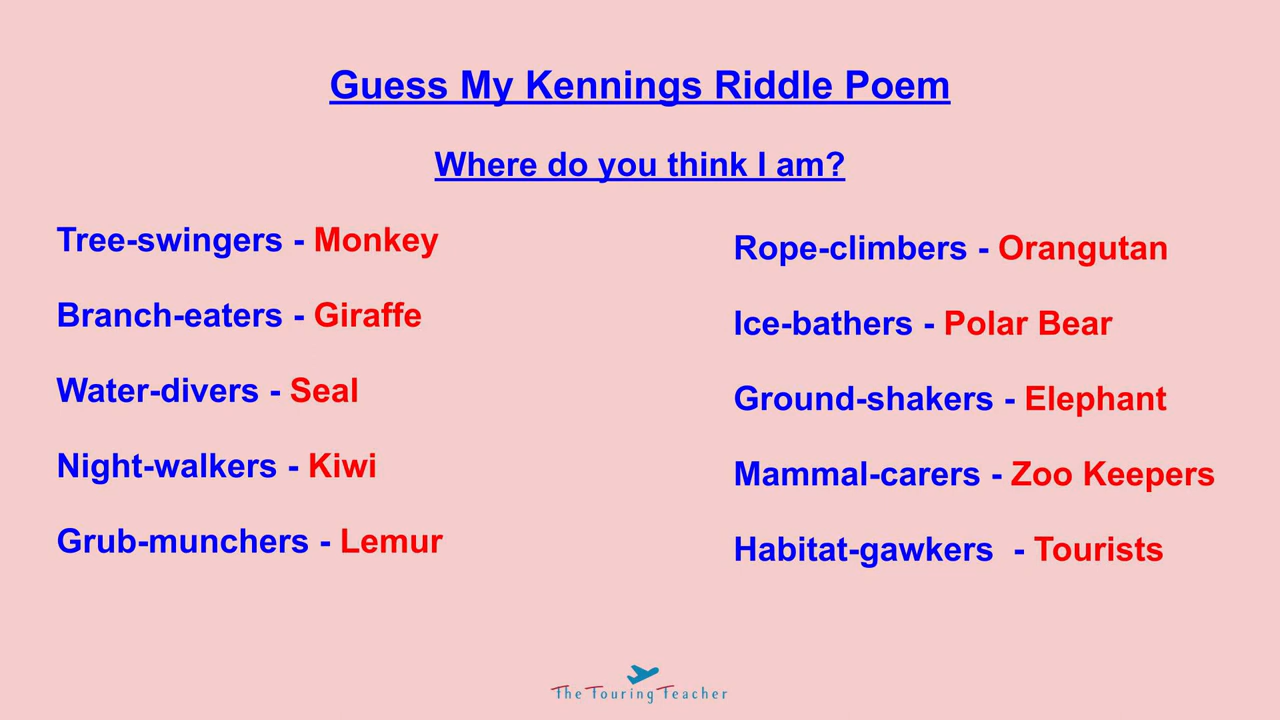 Guess My Kennings Riddle Poem
Where do you think I am?
Tree-swingers - Monkey
Branch-eaters - Giraffe
Water-divers - Seal
Night-walkers - Kiwi
Grub-munchers - Lemur
Rope-climbers - Orangutan
Ice-bathers - Polar Bear
Ground-shakers - Elephant
Mammal-carers - Zoo Keepers
Habitat-gawkers - Tourists
The Touring Teacher